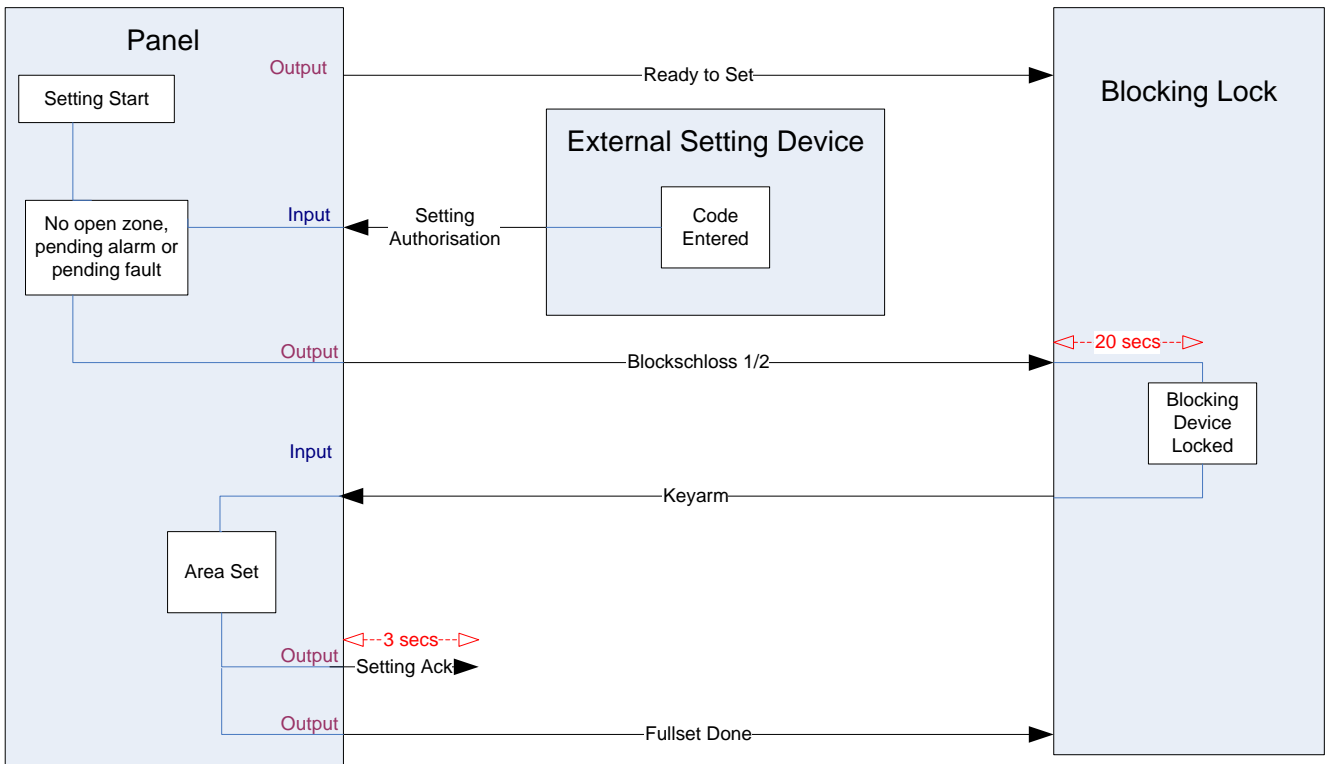 Panel
Output
Ready to Set
Setting Start
Blocking Lock
External Setting Device
Input
Setting
Authorisation
Code
Entered
No open zone,
pending alarm or
pending fault
Output
Blockschloss 1/2
20 secs
Blocking
Device
Locked
Input
Keyarm
Area Set
3 secs
Output
Setting Ack
Output
Fullset Done